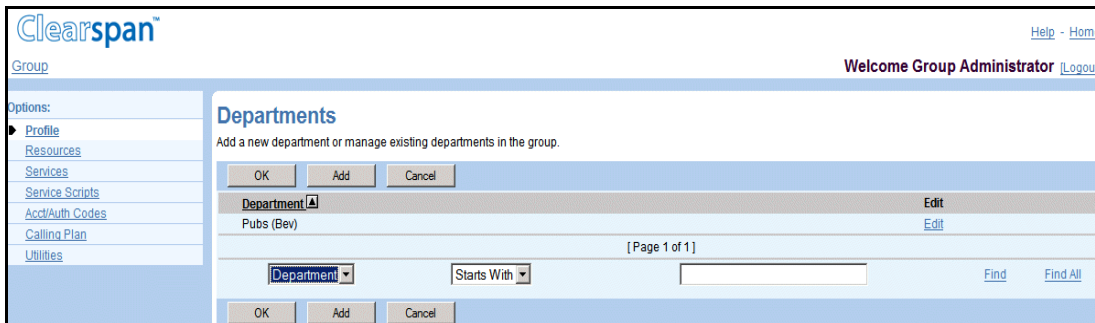 Clearspan™
Help - Hom
Group
Welcome Group Administrator [Logou
Options:
Profile
Resources
Services
Service Scripts
Acct/Auth Codes
Calling Plan
Utilities
Departments
Add a new department or manage existing departments in the group.
OK Add Cancel
Department Edit
Pubs (Bev) Edit
[ Page 1 of 1 ]
Department Starts With Find Find All
OK Add Cancel